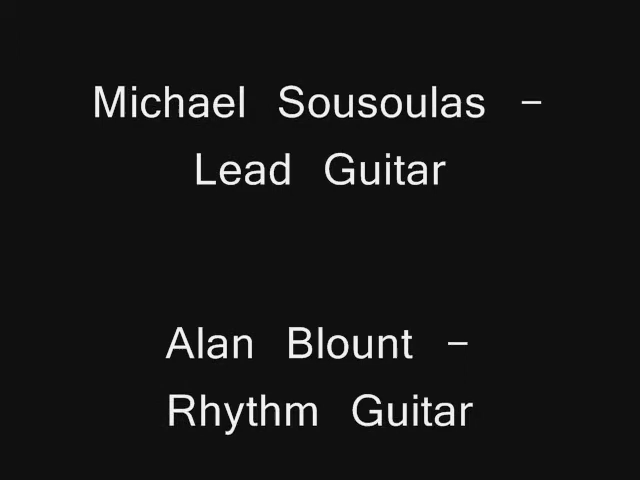 Michael Sousoulas -
Lead Guitar
Alan Blount -
Rhythm Guitar